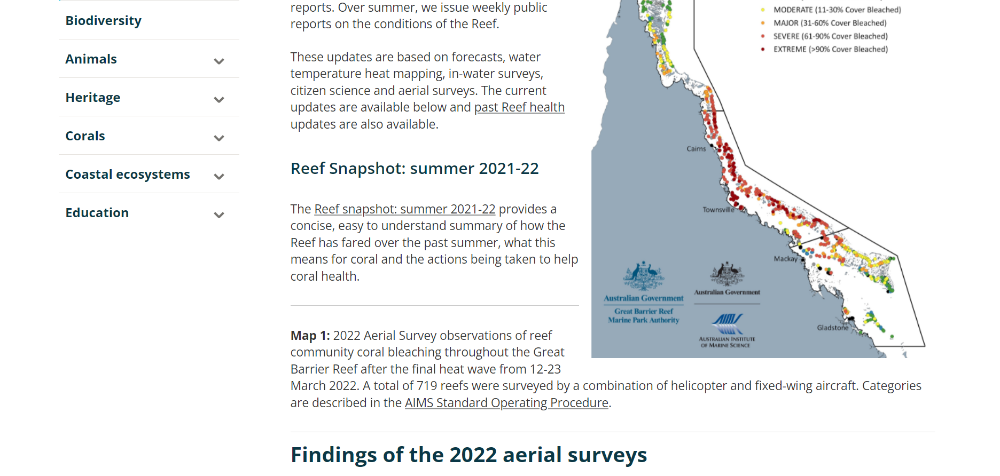 Biodiversity
Animals
Heritage
Corals
Coastal ecosystems
Education
reports. Over summer, we issue weekly public
reports on the conditions of the Reef.
These updates are based on forecasts, water
temperature heat mapping, in-water surveys,
citizen science and aerial surveys. The current
updates are available below and past Reef health
updates are also available.
Reef Snapshot: summer 2021-22
The Reef snapshot: summer 2021-22 provides a
concise, easy to understand summary of how the
Reef has fared over the past summer, what this
means for coral and the actions being taken to help
coral health.
MODERATE (11-30% Cover Bleached)
MAJOR (31-60% Cover Bleached)
SEVERE (61-90% Cover Bleached)
EXTREME (>90% Cover Bleached)
Cairns
Townsville
Mackay
Gladstone
Australian Government
Great Barrier Reef
Marine Park Authority
Australian Government
AIMS
AUSTRALIAN INSTITUTE
OF MARINE SCIENCE
Map 1: 2022 Aerial Survey observations of reef
community coral bleaching throughout the Great
Barrier Reef after the final heat wave from 12-23
March 2022. A total of 719 reefs were surveyed by a combination of helicopter and fixed-wing aircraft. Categories
are described in the AIMS Standard Operating Procedure.
Findings of the 2022 aerial surveys